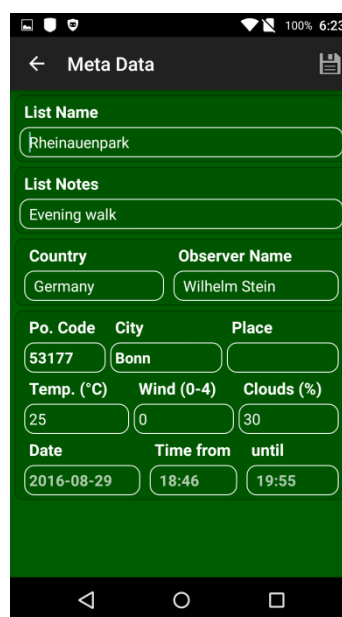 100% 6:23
Meta Data
List Name
Rheinauenpark
List Notes
Evening walk
Country Observer Name
Germany Wilhelm Stein
Po. Code City Place
53177 Bonn
Temp. (°C) Wind (0-4) Clouds (%)
25 0 30
Date Time from until
2016-08-29 18:46 19:55